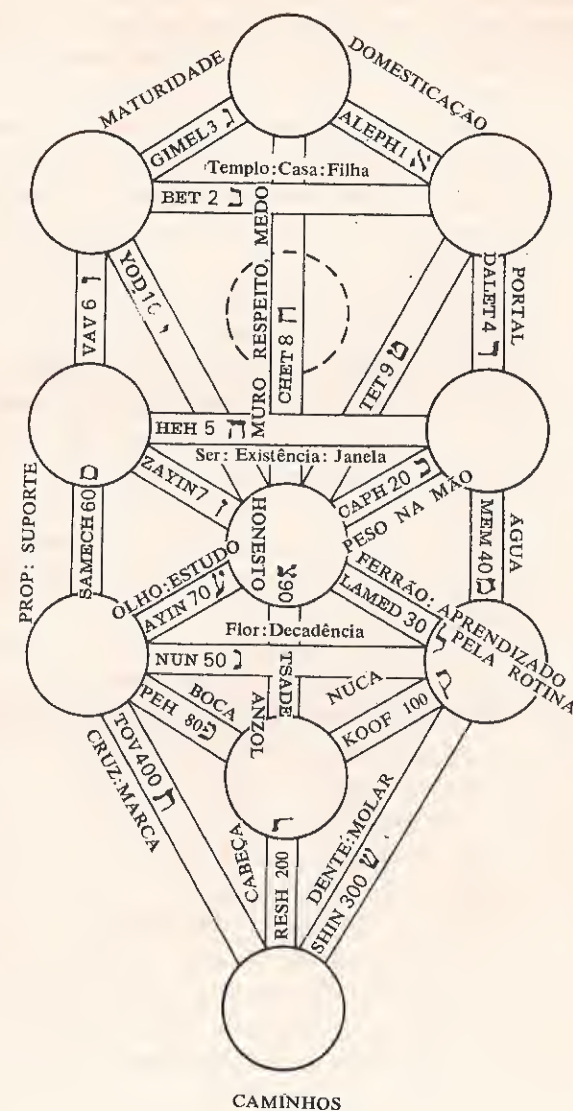 MATURIDADE
DOMESTICAÇÃO
GIMEL 3 ג
ALEPH 1 א
Templo:Casa:Filha
BET 2 ב
MURO RESPEITO, MEDO
YOD 10 י
VAV 6 ו
CHET 8 ח
TET 9 ט
DALET 4 ד
PORTAL
HEH 5 ה
Ser: Existência: Janela
ZAYIN 7 ז
CAPH 20 כ
PESO NA MÃO
PROP: SUPORTE
SAMECH 60 ס
HONESTO
צ 90
MEM 40 מ
ÁGUA
OLHO:ESTUDO
AYIN 70 ע
LAMED 30 ל
FERRÃO: APRENDIZADO
PELA ROTINA
Flor:Decadência
NUN 50 נ
TSADE
ANZOL
BOCA
PEH 80 פ
NUCA
KOOF 100 ק
TOV 400 ת
CRUZ:MARCA
CABEÇA
RESH 200 ר
DENTE:MOLAR
SHIN 300 ש
CAMINHOS